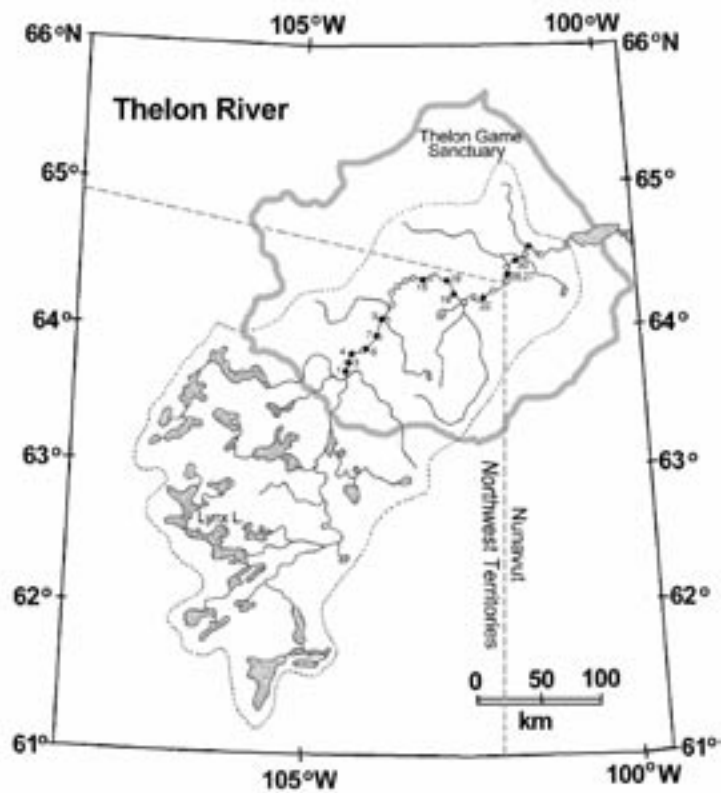 105°W
100°W
66°N
66°N
Thelon River
Thelon Game
Sanctuary
65°
65°
64°
64°
63°
63°
Lynx L.
Nunavut
Northwest Territories
62°
62°
0 50 100
km
61°
61°
105°W
100°W